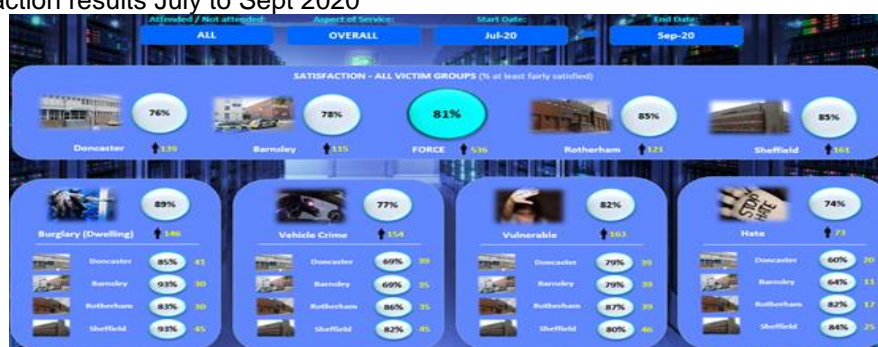 action results July to Sept 2020
Attended / Not attended: Aspect of Service: Start Date: End Date:
ALL OVERALL Jul-20 Sep-20
SATISFACTION - ALL VICTIM GROUPS (% at least fairly satisfied)
76% 78% 81% 85% 85%
Doncaster 139 Barnsley 115 FORCE 536 Rotherham 121 Sheffield 161
89% 77% 82% STOP HATE 74%
Burglary (Dwelling) 146 Vehicle Crime 154 Vulnerable 163 Hate 73
Doncaster 85% 41 Doncaster 69% 39 Doncaster 79% 39 Doncaster 60% 20
Barnsley 93% 30 Barnsley 69% 35 Barnsley 79% 39 Barnsley 64% 11
Rotherham 83% 30 Rotherham 86% 35 Rotherham 87% 39 Rotherham 82% 17
Sheffield 93% 45 Sheffield 82% 45 Sheffield 80% 46 Sheffield 84% 25